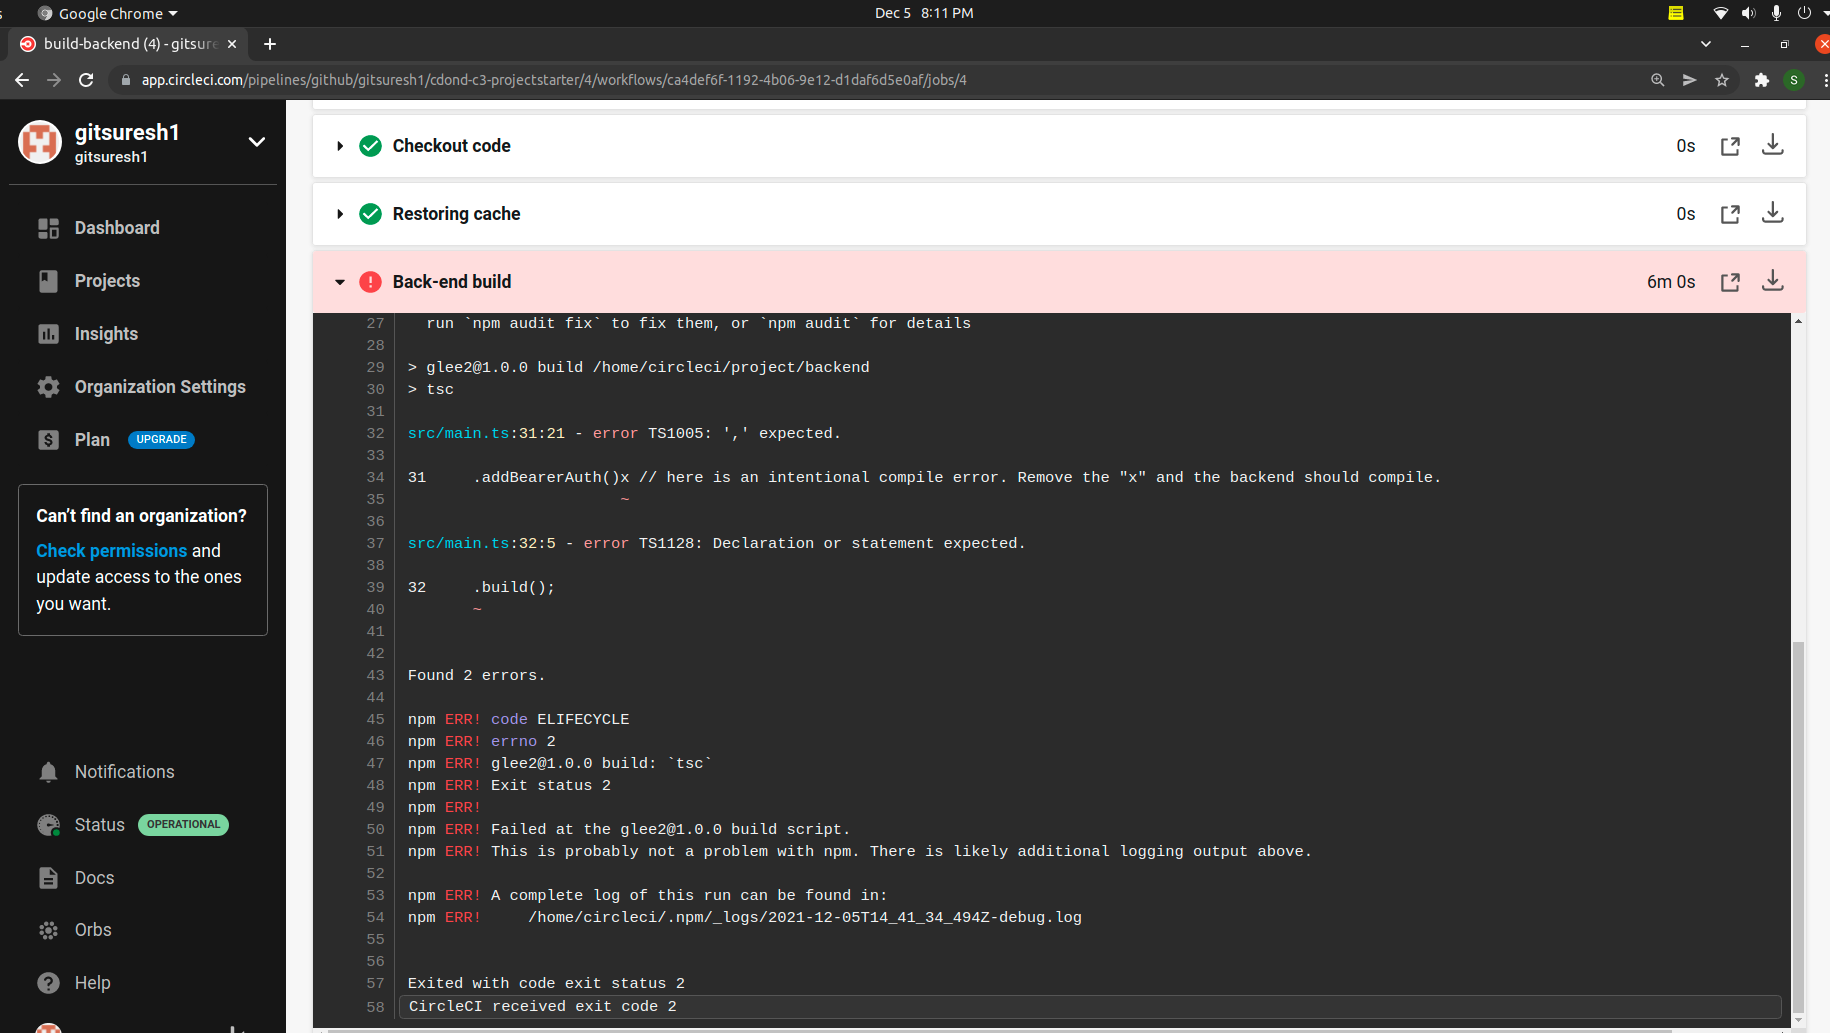 Google Chrome
Dec 5 8:11 PM
build-backend (4) - gitsure
app.circleci.com/pipelines/github/gitsuresh1/cdond-c3-projectstarter/4/workflows/ca4def6f-1192-4b06-9e12-d1daf6d5e0af/jobs/4
S
gitsuresh1
gitsuresh1
Dashboard
Projects
Insights
Organization Settings
Plan UPGRADE
Can't find an organization?
Check permissions and
update access to the ones
you want.
Notifications
Status OPERATIONAL
Docs
Orbs
Help
Checkout code 0s
Restoring cache 0s
Back-end build 6m 0s
27 run `npm audit fix` to fix them, or `npm audit` for details
28
29 > glee2@1.0.0 build /home/circleci/project/backend
30 > tsc
31
32 src/main.ts:31:21 - error TS1005: ',' expected.
33
34 31     .addBearerAuth()x // here is an intentional compile error. Remove the "x" and the backend should compile.
35 ~
36
37 src/main.ts:32:5 - error TS1128: Declaration or statement expected.
38
39 32     .build();
40 ~
41
42
43 Found 2 errors.
44
45 npm ERR! code ELIFECYCLE
46 npm ERR! errno 2
47 npm ERR! glee2@1.0.0 build: `tsc`
48 npm ERR! Exit status 2
49 npm ERR!
50 npm ERR! Failed at the glee2@1.0.0 build script.
51 npm ERR! This is probably not a problem with npm. There is likely additional logging output above.
52
53 npm ERR! A complete log of this run can be found in:
54 npm ERR!     /home/circleci/.npm/_logs/2021-12-05T14_41_34_494Z-debug.log
55
56
57 Exited with code exit status 2
58 CircleCI received exit code 2